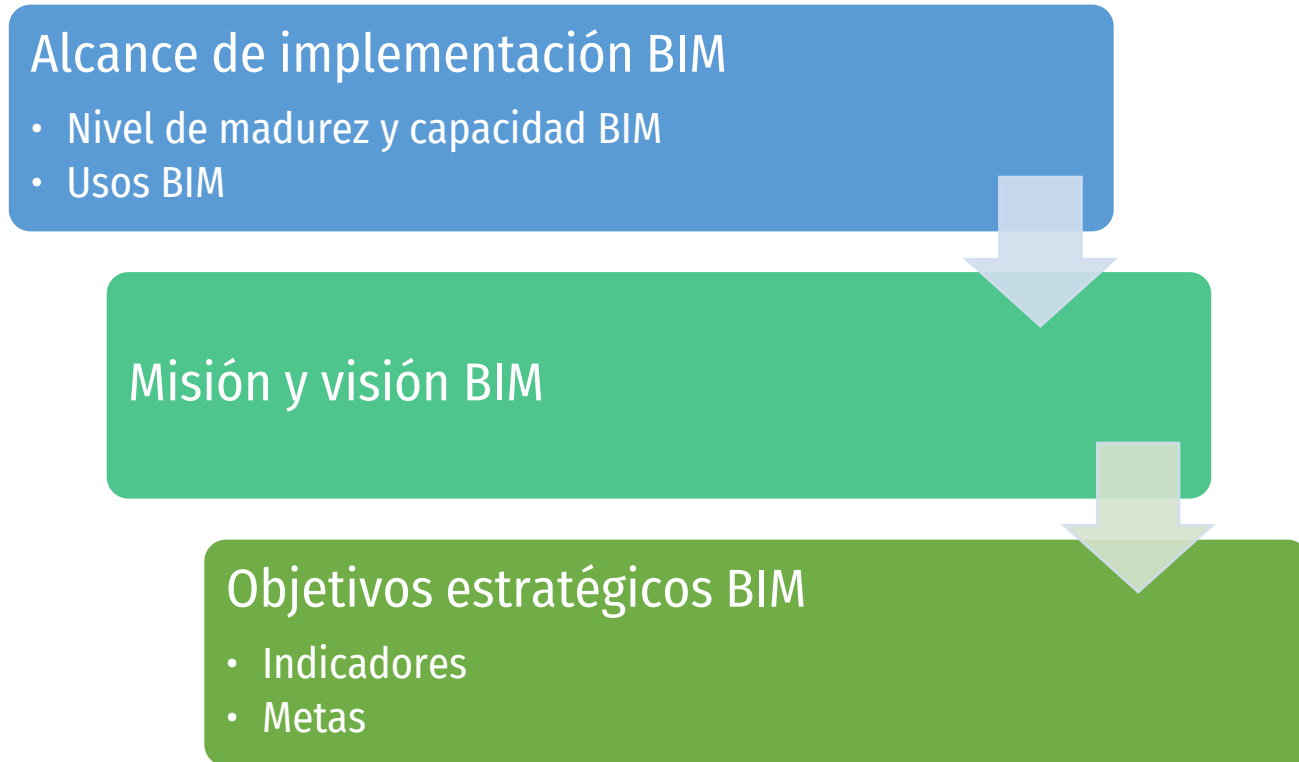 Alcance de implementación BIM
• Nivel de madurez y capacidad BIM
• Usos BIM
Misión y visión BIM
Objetivos estratégicos BIM
• Indicadores
• Metas